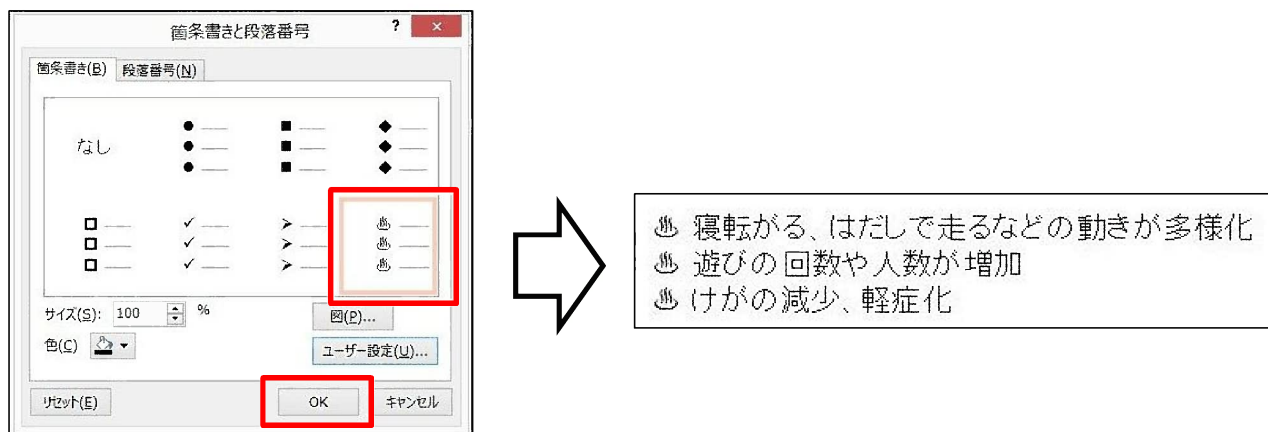 箇条書きと段落番号 ? ×
箇条書き(B) 段落番号(N)
なし
サイズ(S): 100 %
図(P)...
色(C)
ユーザー設定(U)...
リセット(E) OK キャンセル
♨ 寝転がる、はだしで走るなどの動きが多様化
♨ 遊びの回数や人数が増加
♨ けがの減少、軽症化